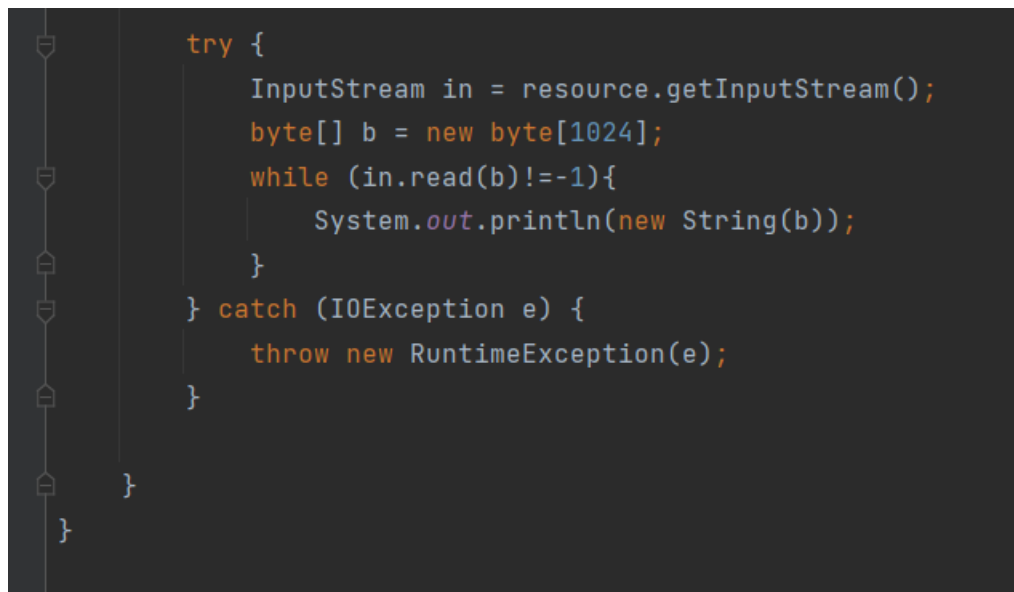 try {
InputStream in = resource.getInputStream();
byte[] b = new byte[1024];
while (in.read(b)!=-1){
System.out.println(new String(b));
}
} catch (IOException e) {
throw new RuntimeException(e);
}
}
}